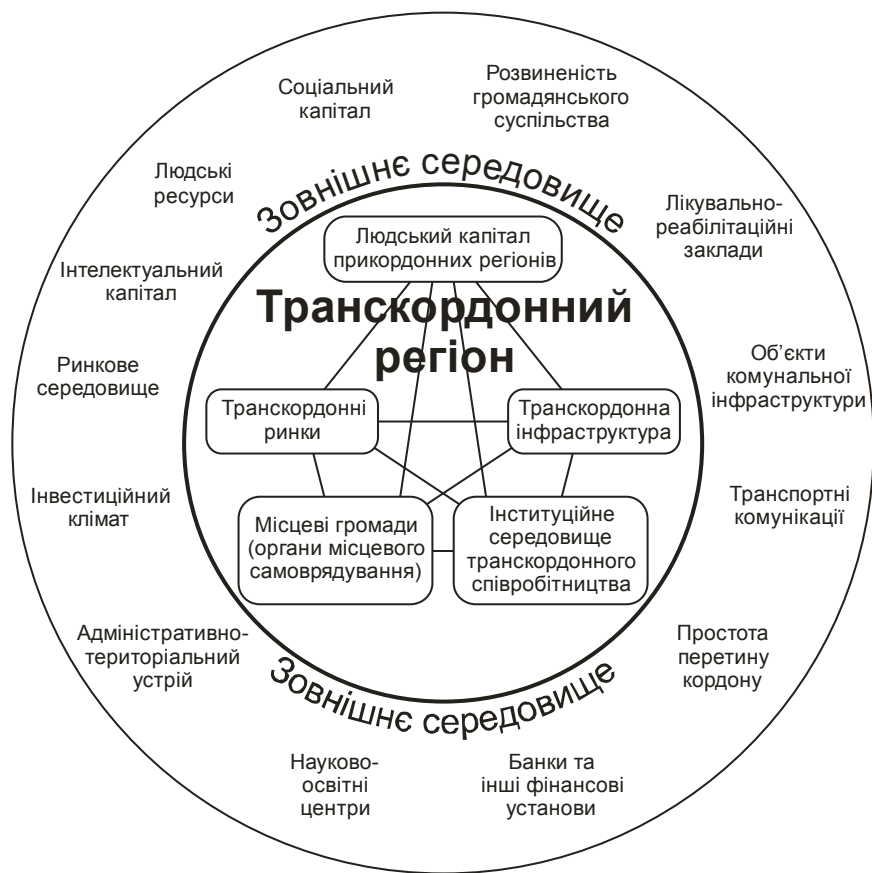 Соціальний
капітал
Розвиненість
громадянського
суспільства
Людські
ресурси
Зовнішнє середовище
Лікувально-
реабілітаційні
заклади
Людський капітал
прикордонних регіонів
Інтелектуальний
капітал
Транскордонний
регіон
Ринкове
середовище
Об’єкти
комунальної
інфраструктури
Транскордонні
ринки
Транскордонна
інфраструктура
Інвестиційний
клімат
Транспортні
комунікації
Місцеві громади
(органи місцевого
самоврядування)
Інституційне
середовище
транскордонного
співробітництва
Адміністративно-
територіальний
устрій
Простота
перетину
кордону
Зовнішнє середовище
Науково-
освітні
центри
Банки та
інші фінансові
установи